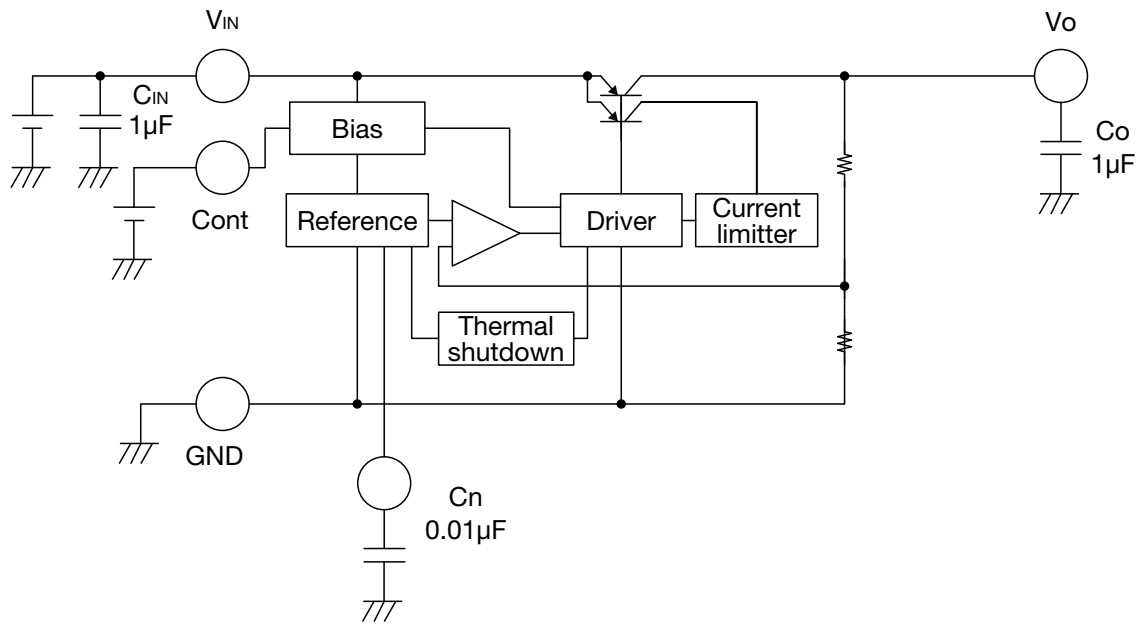 VIN
Vo
CIN
1µF
Bias
Co
1µF
Cont
Reference
Driver
Current
limitter
Thermal
shutdown
GND
Cn
0.01µF